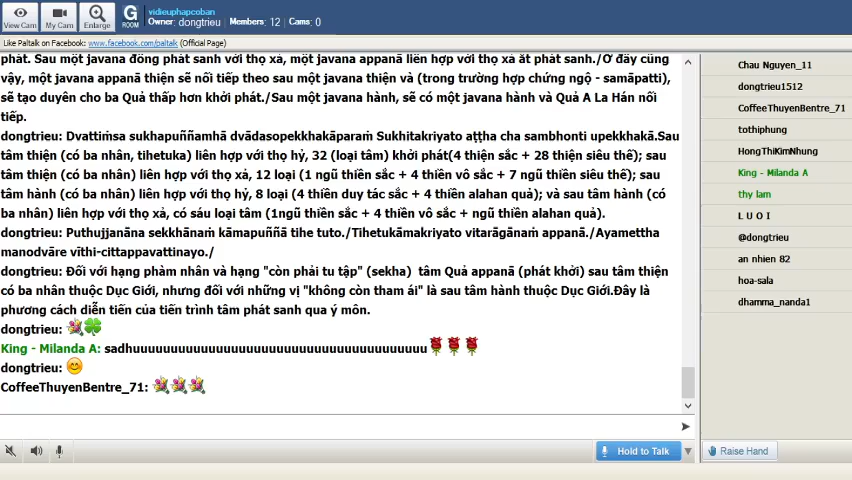 View Cam
My Cam
Enlarge
G
ROOM
vidieuphapcoban
Owner: dongtrieu Members: 12 Cams: 0
Like Paltalk on Facebook: www.facebook.com/paltalk (Official Page)
phát. Sau một javana đồng phát sanh với thọ xả, một javana appanā liên hợp với thọ xả ắt phát sanh./Ở đây cũng
vậy, một javana appanā thiện sẽ nối tiếp theo sau một javana thiện và (trong trường hợp chứng ngộ - samāpatti),
sẽ tạo duyên cho ba Quả thấp hơn khởi phát./Sau một javana hành, sẽ có một javana hành và Quả A La Hán nối
tiếp.
dongtrieu: Dvattiṁsa sukhapuññamhā dvādasopekkhakāparaṁ Sukhitakriyato aṭṭha cha sambhonti upekkhakā.Sau
tâm thiện (có ba nhân, tihetuka) liên hợp với thọ hỷ, 32 (loại tâm) khởi phát(4 thiện sắc + 28 thiện siêu thế); sau
tâm thiện (có ba nhân) liên hợp với thọ xả, 12 loại (1 ngũ thiền sắc + 4 thiền vô sắc + 7 ngũ thiền siêu thế); sau
tâm hành (có ba nhân) liên hợp với thọ hỷ, 8 loại (4 thiền duy tác sắc + 4 thiền alahan quả); và sau tâm hành (có
ba nhân) liên hợp với thọ xả, có sáu loại tâm (1ngũ thiền sắc + 4 thiền vô sắc + ngũ thiền alahan quả).
dongtrieu: Puthujjanāna sekkhānaṁ kāmapuññā tihe tuto./Tihetukāmakriyato vitarāgānaṁ appanā./Ayamettha
manodvāre vīthi-cittappavattinayo./
dongtrieu: Đối với hạng phàm nhân và hạng "còn phải tu tập" (sekha) tâm Quả appanā (phát khởi) sau tâm thiện
có ba nhân thuộc Dục Giới, nhưng đối với những vị "không còn tham ái" là sau tâm hành thuộc Dục Giới.Đây là
phương cách diễn tiến của tiến trình tâm phát sanh qua ý môn.
dongtrieu:
King - Milanda A: sadhuuuuuuuuuuuuuuuuuuuuuuuuuuuuuuuuuuuuuuu
dongtrieu:
CoffeeThuyenBentre_71:
Hold to Talk
Chau Nguyen_11
dongtrieu1512
CoffeeThuyenBentre_71
tothiphung
HongThiKimNhung
King - Milanda A
thy lam
L U O I
@dongtrieu
an nhien 82
hoa-sala
dhamma_nanda1
Raise Hand